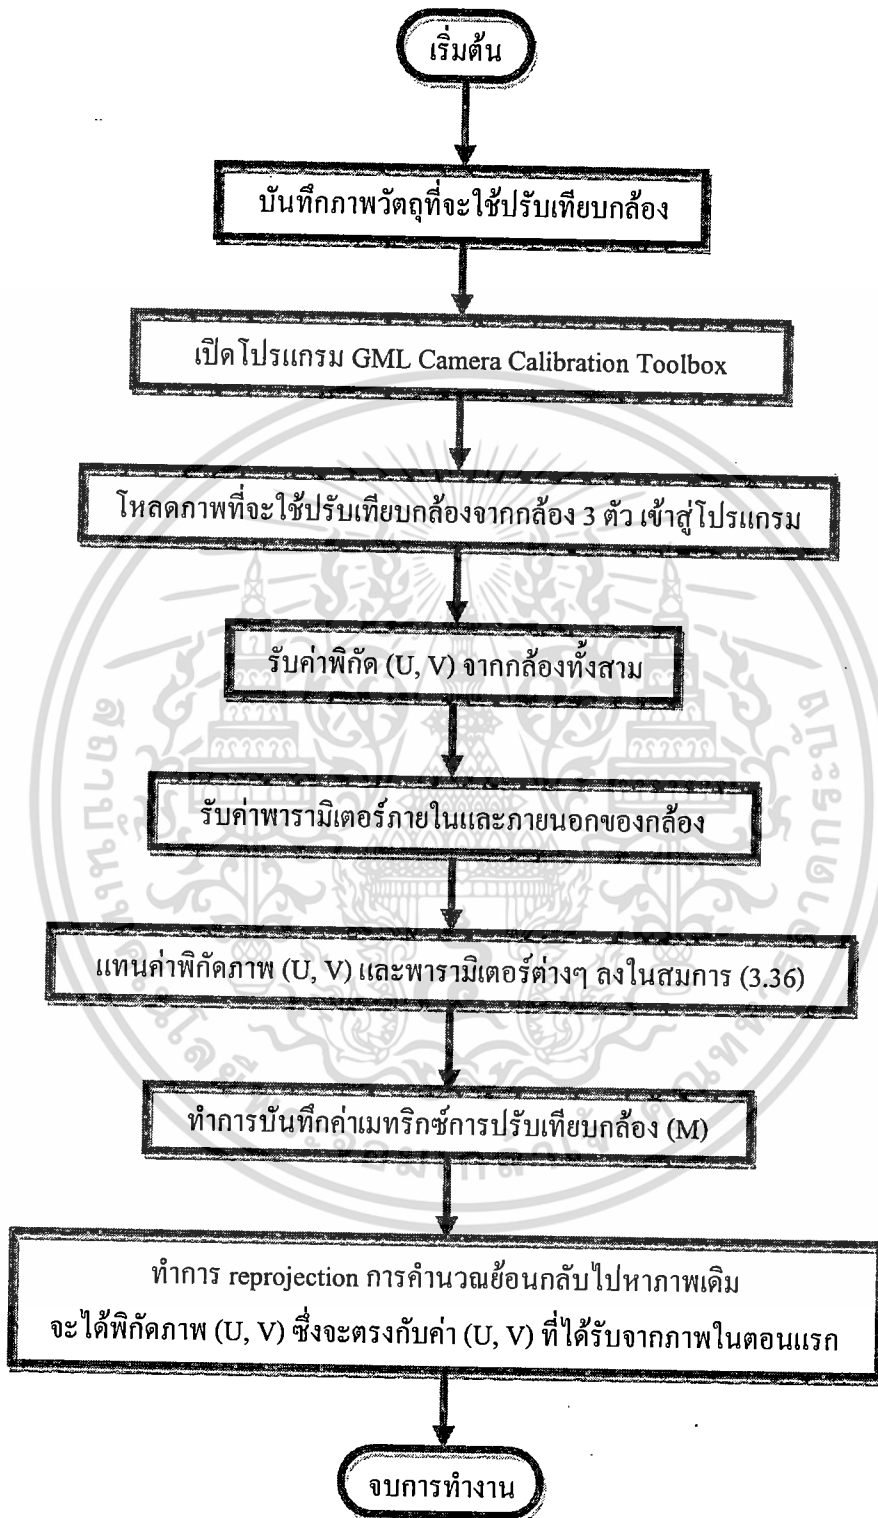 เริ่มต้น
บันทึกภาพวัตถุที่จะใช้ปรับเทียบกล้อง
เปิดโปรแกรม GML Camera Calibration Toolbox
โหลดภาพที่จะใช้ปรับเทียบกล้องจากกล้อง 3 ตัว เข้าสู่โปรแกรม
รับค่าพิกัด (U, V) จากกล้องทั้งสาม
รับค่าพารามิเตอร์ภายในและภายนอกของกล้อง
แทนค่าพิกัดภาพ (U, V) และพารามิเตอร์ต่างๆ ลงในสมการ (3.36)
ทำการบันทึกค่าเมทริกซ์การปรับเทียบกล้อง (M)
ทำการ reprojection การคำนวณย้อนกลับไปหาภาพเดิม
จะได้พิกัดภาพ (U, V) ซึ่งจะตรงกับค่า (U, V) ที่ได้รับจากภาพในตอนแรก
จบการทำงาน